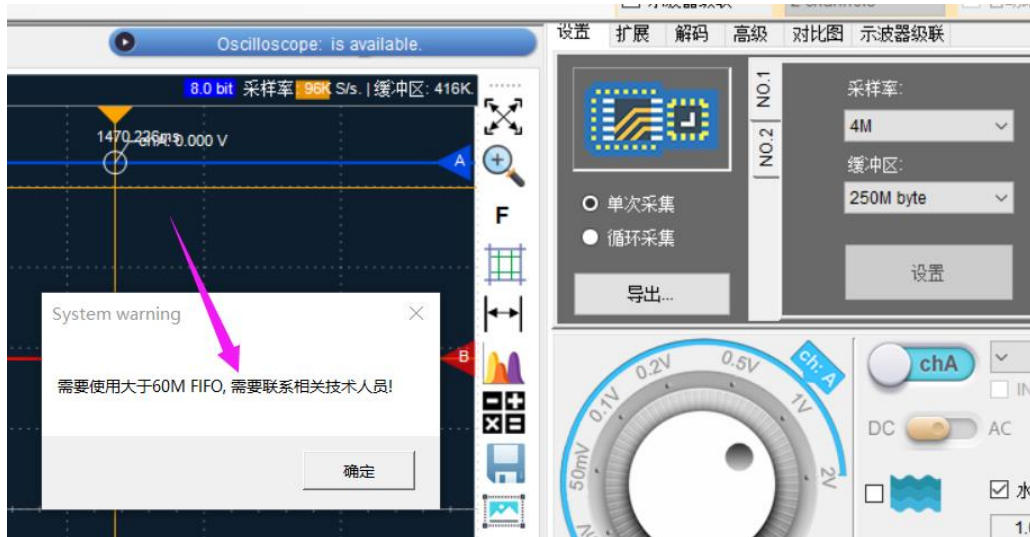 Oscilloscope: is available.
8.0 bit 采样率: 96K S/s. | 缓冲区: 416K.
1470.226ms
chA: 0.000 V
A
B
F
System warning
需要使用大于60M FIFO, 需要联系相关技术人员!
确定
设置 扩展 解码 高级 对比图 示波器级联
NO.1
NO.2
采样率:
4M
缓冲区:
250M byte
设置
单次采集
循环采集
导出...
50mV
0.1V
0.2V
0.5V
1V
2V
ch: A
chA
DC
AC